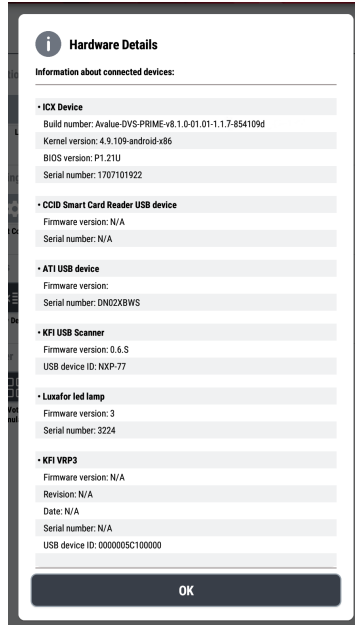 i
Hardware Details
Information about connected devices:
• ICX Device
Build number: Avalue-DVS-PRIME-v8.1.0-01.01-1.1.7-854109d
Kernel version: 4.9.109-android-x86
BIOS version: P1.21U
Serial number: 1707101922
• CCID Smart Card Reader USB device
Firmware version: N/A
Serial number: N/A
• ATI USB device
Firmware version:
Serial number: DN02XBWS
• KFI USB Scanner
Firmware version: 0.6.S
USB device ID: NXP-77
• Luxafor led lamp
Firmware version: 3
Serial number: 3224
• KFI VRP3
Firmware version: N/A
Revision: N/A
Date: N/A
Serial number: N/A
USB device ID: 0000005C100000
OK